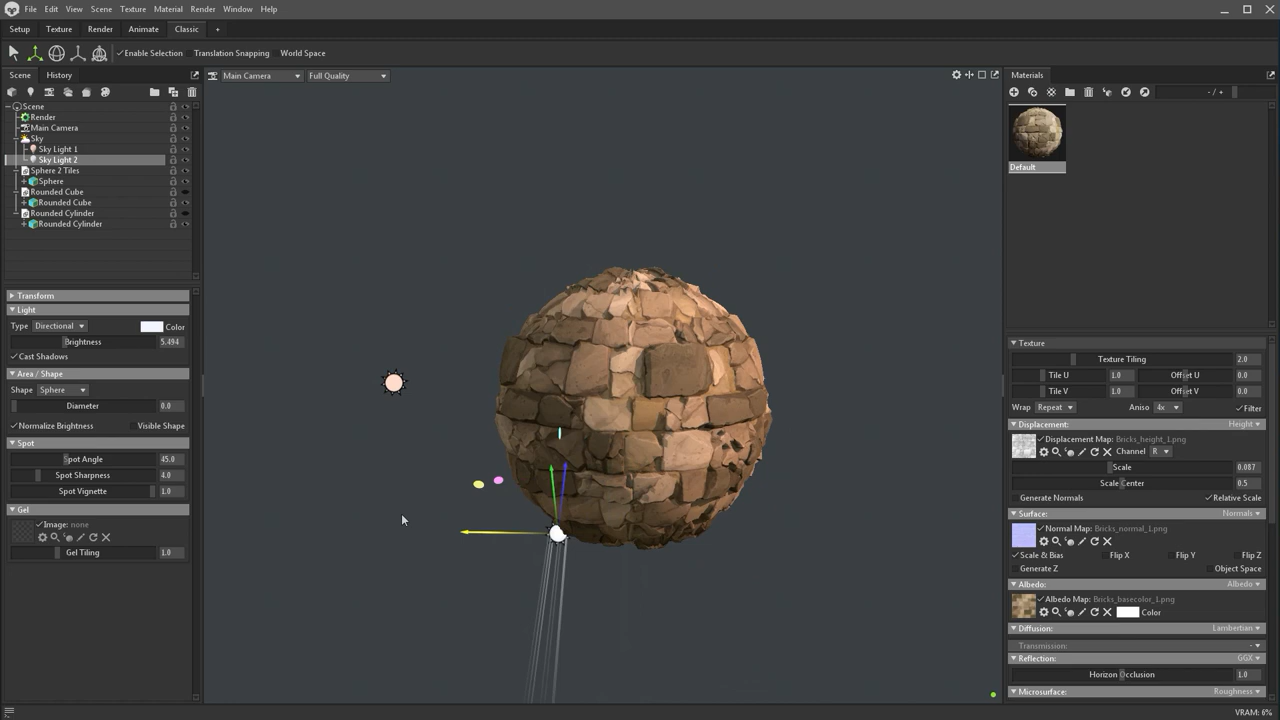 File Edit View Scene Texture Material Render Window Help
Setup Texture Render Animate Classic +
Enable Selection Translation Snapping World Space
Scene History
Main Camera Full Quality
Materials
- / +
Scene
Render
Main Camera
Sky
Sky Light 1
Sky Light 2
Sphere 2 Tiles
Sphere
Rounded Cube
Rounded Cube
Rounded Cylinder
Rounded Cylinder
Default
Transform
Light
Type Directional Color
Brightness 5.494
Cast Shadows
Area / Shape
Shape Sphere
Diameter 0.0
Normalize Brightness Visible Shape
Spot
Spot Angle 45.0
Spot Sharpness 4.0
Spot Vignette 1.0
Gel
Image: none
Gel Tiling 1.0
Texture
Texture Tiling 2.0
Tile U 1.0 Offset U 0.0
Tile V 1.0 Offset V 0.0
Wrap Repeat Aniso 4x Filter
Displacement: Height
Displacement Map: Bricks_height_1.png
Channel R
Scale 0.087
Scale Center 0.5
Generate Normals Relative Scale
Surface: Normals
Normal Map: Bricks_normal_1.png
Scale & Bias Flip X Flip Y Flip Z
Generate Z Object Space
Albedo: Albedo
Albedo Map: Bricks_basecolor_1.png
Color
Diffusion: Lambertian
Transmission: -
Reflection: GGX
Horizon Occlusion 1.0
Microsurface: Roughness
VRAM: 6%